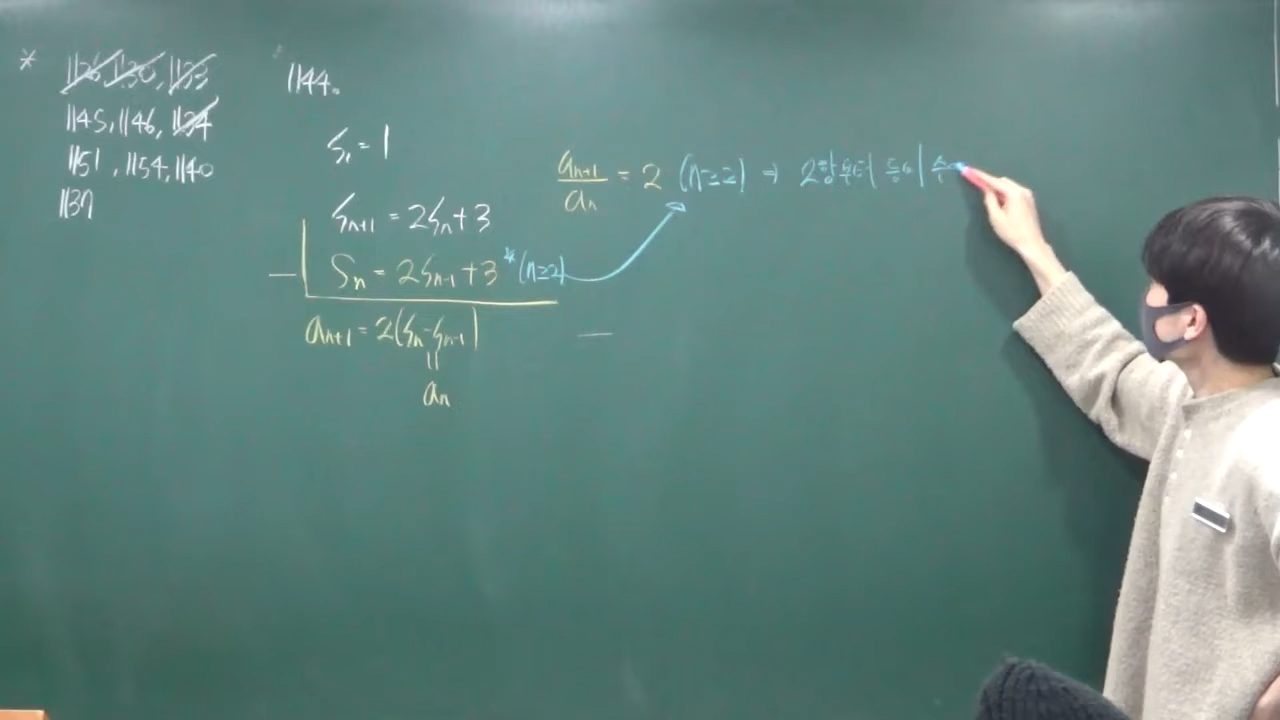 * 1126, 1130, 1133
1145, 1146, 1134
1151, 1154, 1140
1137
1144.
S₁ = 1
Sₙ₊₁ = 2Sₙ + 3
— Sₙ = 2Sₙ₋₁ + 3 *(n≥2)
aₙ₊₁ = 2(Sₙ - Sₙ₋₁)
||
aₙ
aₙ₊₁/aₙ = 2 (n≥2) → 2항부터 등비수